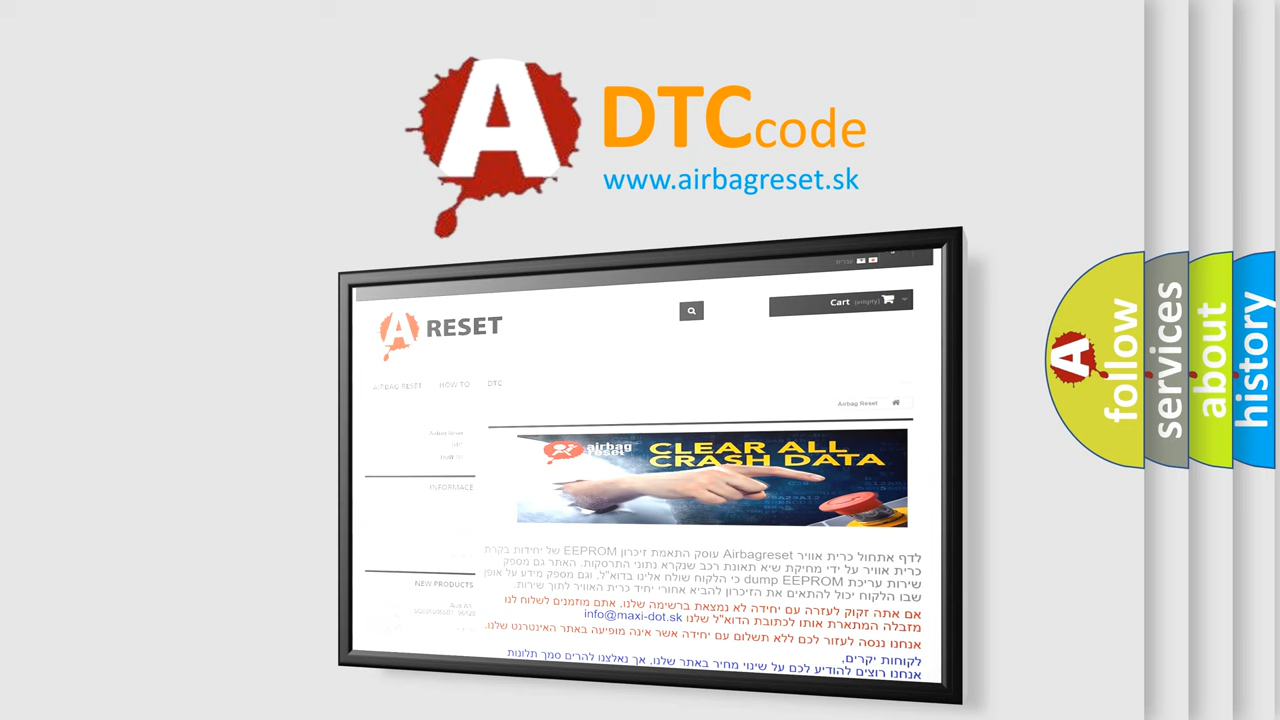 A DTC code
www.airbagreset.sk
עברית
Cart (empty)
A RESET
AIRBAG RESET HOW TO DTC
Airbag Reset
Airbag Reset
airbag
reset
CLEAR ALL
CRASH DATA
INFORMACE
NEW PRODUCTS
לדף אתחול כרית אוויר Airbagreset עוסק התאמת זיכרון EEPROM של יחידות בקרת
כרית אוויר על ידי מחיקת שיא תאונת רכב שנקרא נתוני התרסקות. האתר גם מספק
שירות עריכת dump EEPROM כי הלקוח שולח אלינו בדוא"ל, וגם מספק מידע על אופן
שבו הלקוח יכול להתאים את הזיכרון להביא אחורי יחיד כרית האוויר לתוך שירות.
אם אתה זקוק לעזרה עם יחידה לא נמצאת ברשימה שלנו, אתם מוזמנים לשלוח לנו
מזבלה המתארת אותו לכתובת הדוא"ל שלנו info@maxi-dot.sk
אנחנו ננסה לעזור לכם ללא תשלום עם יחידה אשר אינה מופיעה באתר האינטרנט שלנו.
לקוחות יקרים,
אנחנו רוצים להודיע לכם על שינוי מחיר באתר שלנו, אך נאלצנו להרים סמך תלונות
A
follow
services
about
history